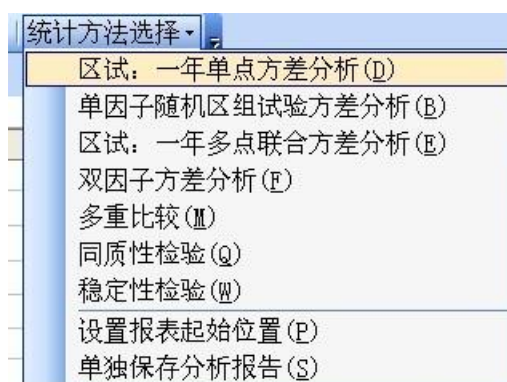 统计方法选择
区试：一年单点方差分析(D)
单因子随机区组试验方差分析(B)
区试：一年多点联合方差分析(E)
双因子方差分析(F)
多重比较(M)
同质性检验(Q)
稳定性检验(W)
设置报表起始位置(P)
单独保存分析报告(S)